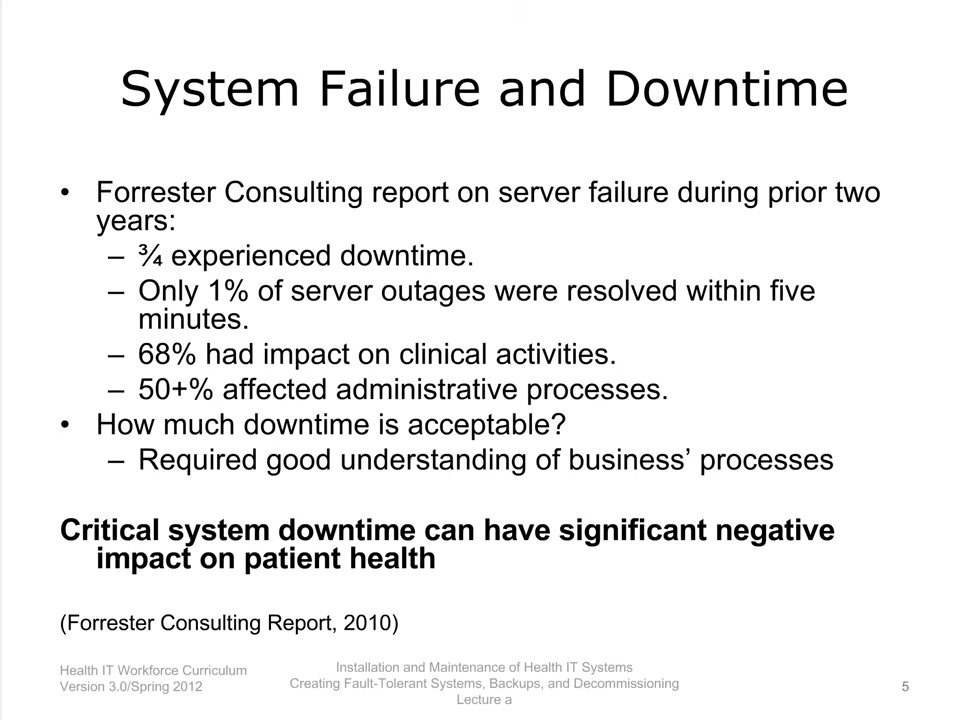 System Failure and Downtime
• Forrester Consulting report on server failure during prior two
years:
– ¾ experienced downtime.
– Only 1% of server outages were resolved within five
minutes.
– 68% had impact on clinical activities.
– 50+% affected administrative processes.
• How much downtime is acceptable?
– Required good understanding of business’ processes
Critical system downtime can have significant negative
impact on patient health
(Forrester Consulting Report, 2010)
Health IT Workforce Curriculum
Version 3.0/Spring 2012
Installation and Maintenance of Health IT Systems
Creating Fault-Tolerant Systems, Backups, and Decommissioning
Lecture a
5